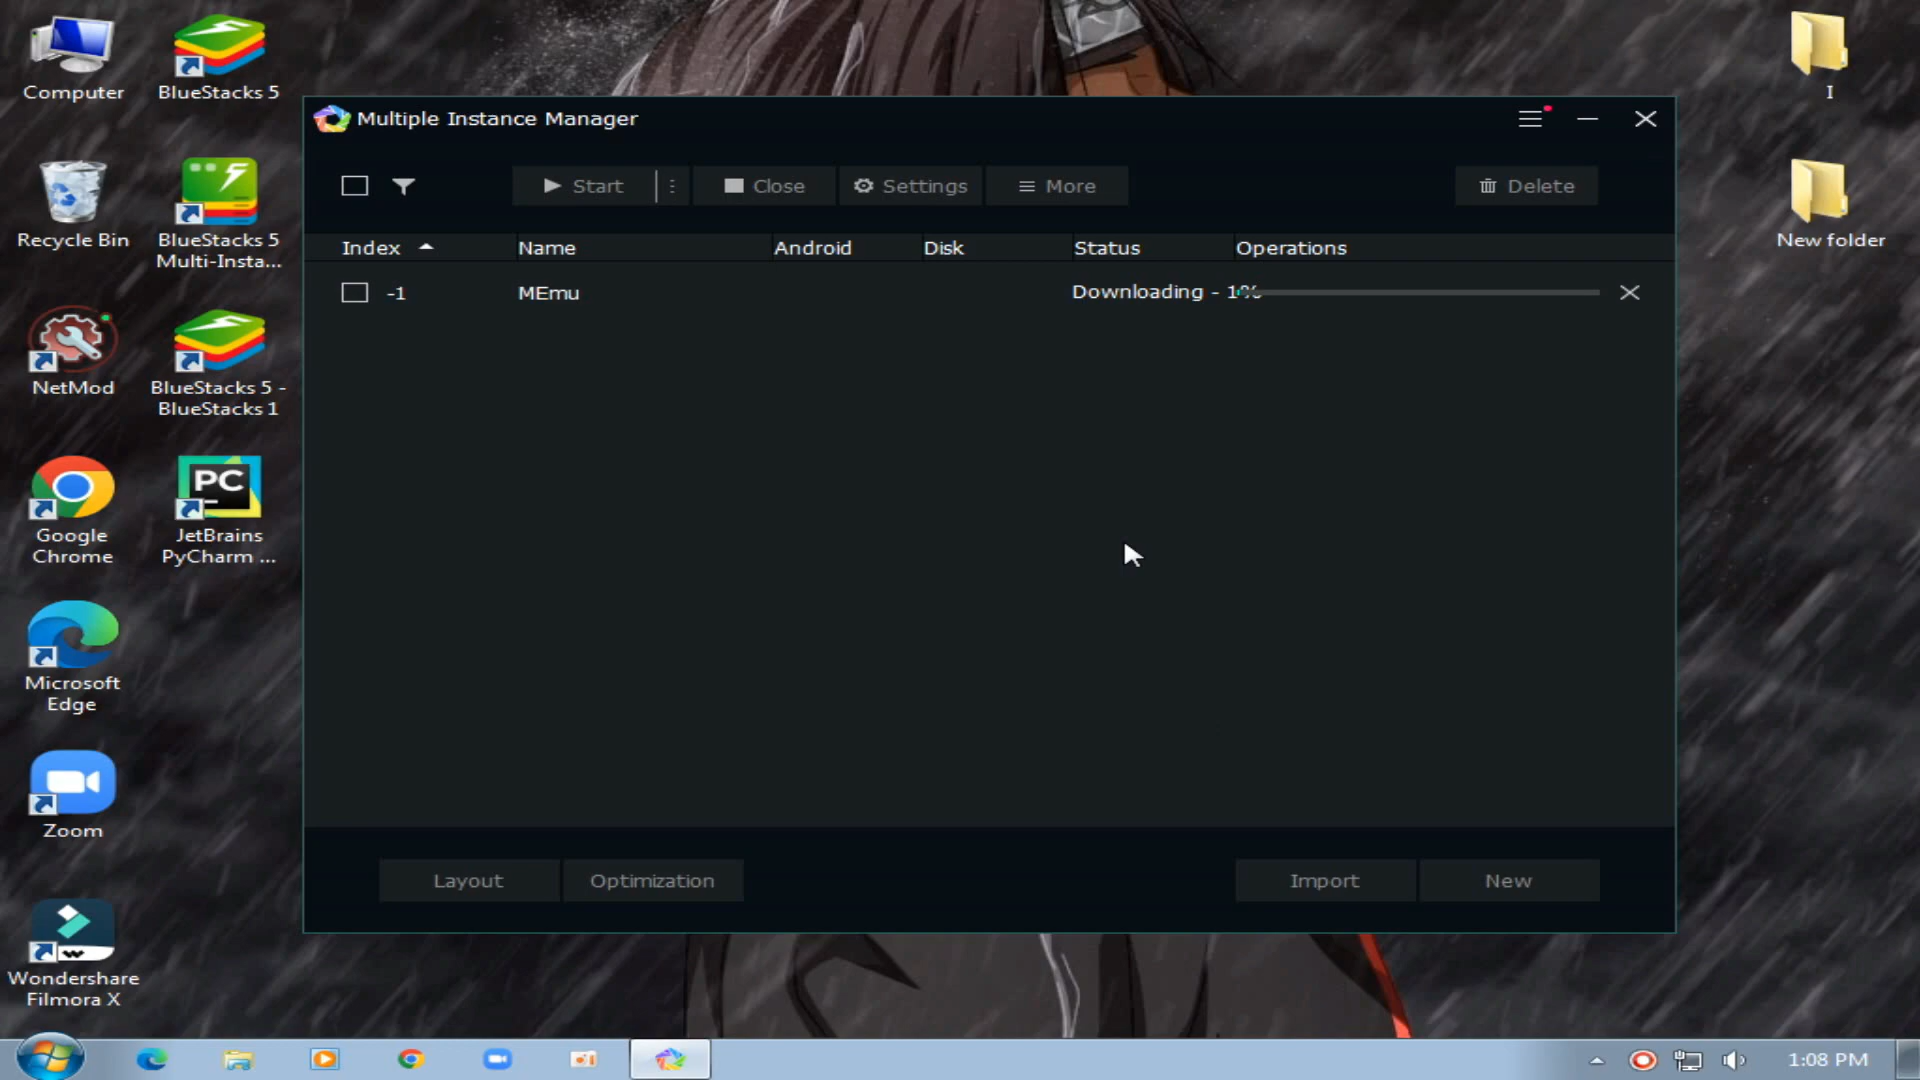 Computer
BlueStacks 5
Recycle Bin
BlueStacks 5
Multi-Insta...
NetMod
BlueStacks 5 -
BlueStacks 1
Google
Chrome
PC
JetBrains
PyCharm ...
Microsoft
Edge
Zoom
Wondershare
Filmora X
Multiple Instance Manager
Start
Close
Settings
More
Delete
Index Name Android Disk Status Operations
-1 MEmu Downloading - 1%
Layout
Optimization
Import
New
I
New folder
1:08 PM